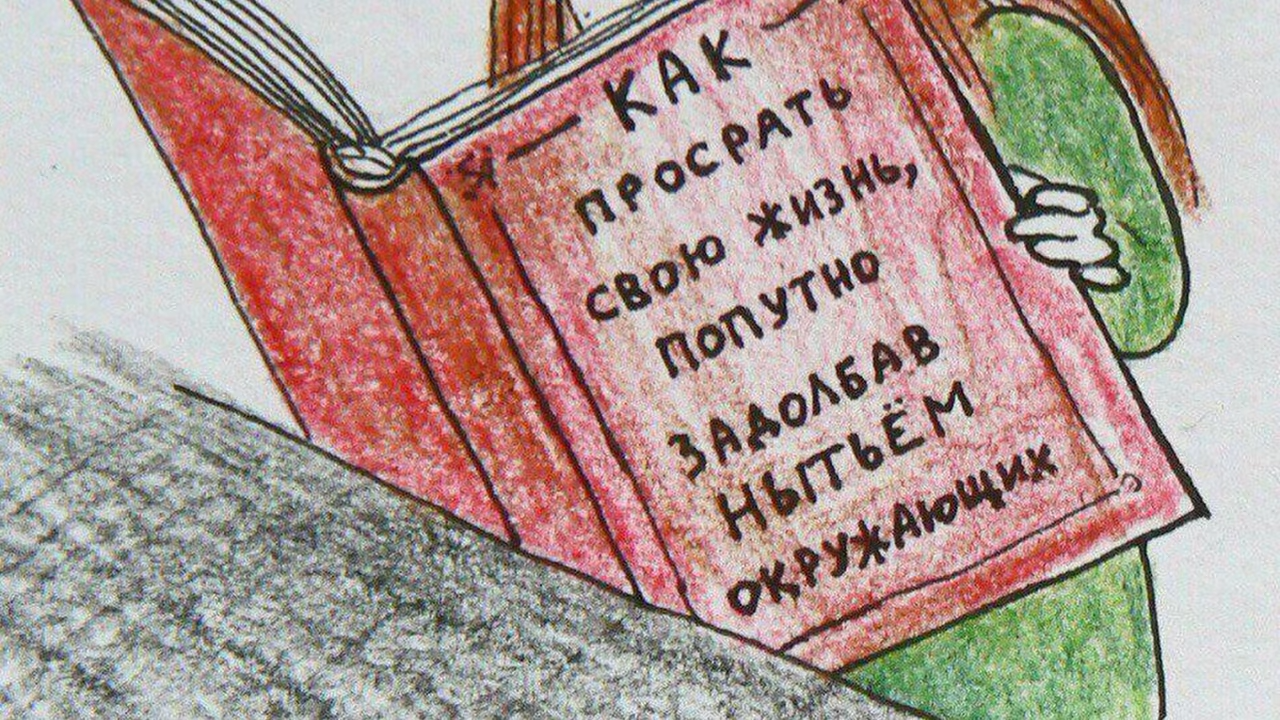 КАК
ПРОСРАТЬ
СВОЮ ЖИЗНЬ,
ПОПУТНО
ЗАДОЛБАВ
НЫТЬЁМ
ОКРУЖАЮЩИХ